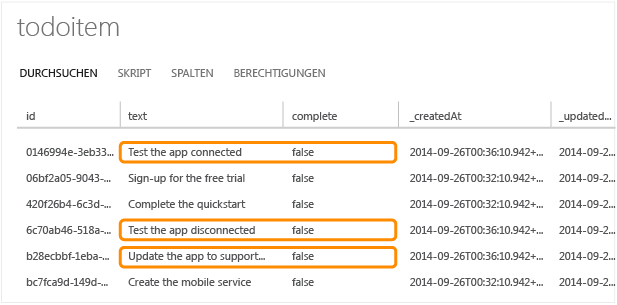 todoitem
DURCHSUCHEN SKRIPT SPALTEN BERECHTIGUNGEN
id text complete _createdAt _updated...
0146994e-3eb33... Test the app connected false 2014-09-26T00:36:10.942+... 2014-09-2...
06bf2a05-9043-... Sign-up for the free trial false 2014-09-26T00:32:10.942+... 2014-09-2...
420f26b4-6c3d-... Complete the quickstart false 2014-09-26T00:32:10.942+... 2014-09-2...
6c70ab46-518a-... Test the app disconnected false 2014-09-26T00:36:10.942+... 2014-09-2...
b28ecbbf-1eba-... Update the app to support... false 2014-09-26T00:36:10.942+... 2014-09-2...
bc7fca9d-149d-... Create the mobile service false 2014-09-26T00:32:10.942+... 2014-09-2...